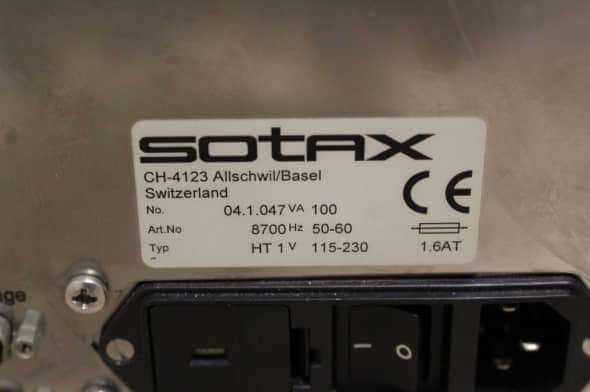 sotax
CH-4123 Allschwil/Basel
Switzerland
No. 04.1.047 VA 100
Art.No 8700 Hz 50-60
Typ HT 1 V 115-230
-
CE
1.6AT
I O